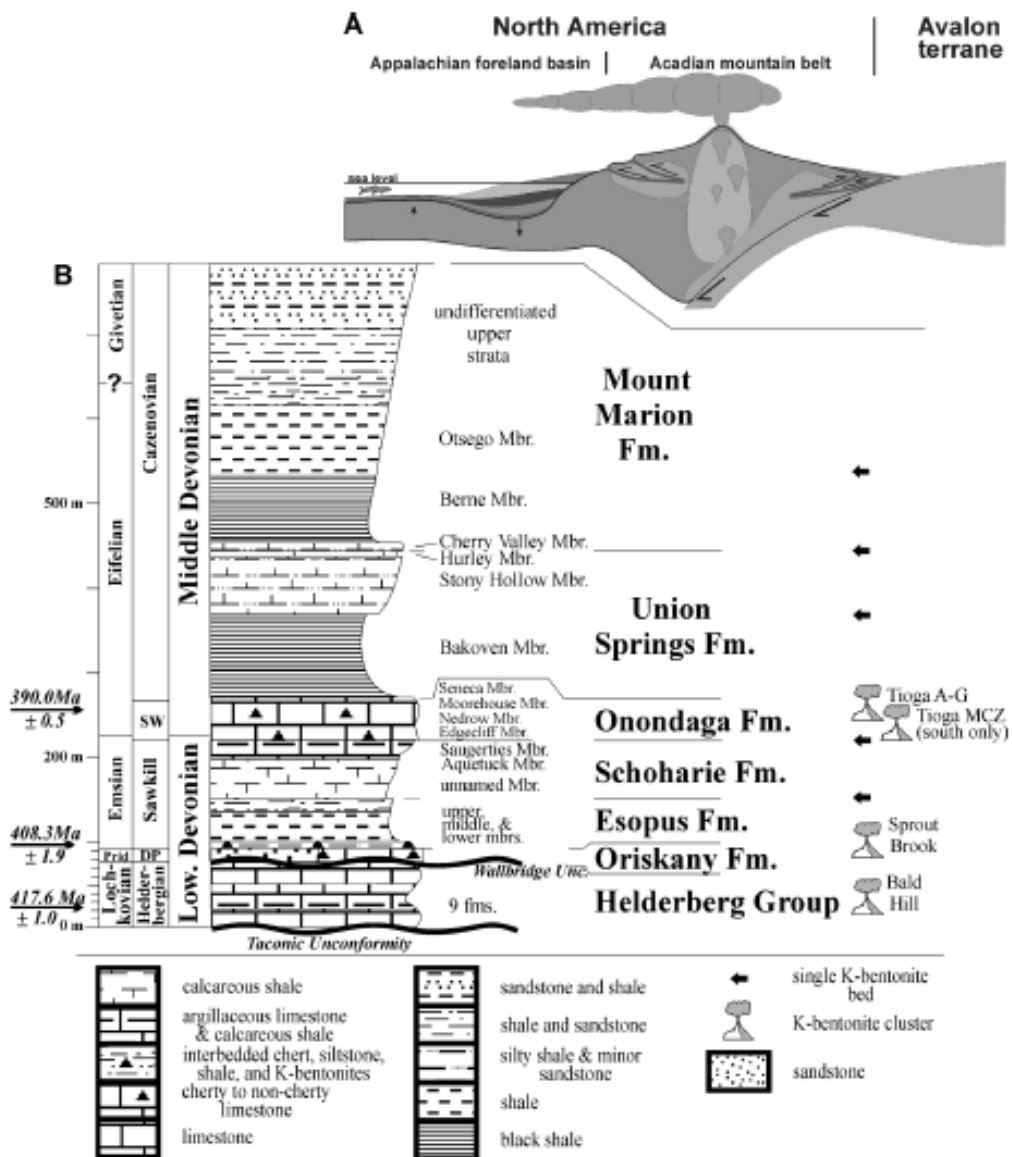 A
North America
Avalon
terrane
Appalachian foreland basin
Acadian mountain belt
sea level
B
Givetian
?
Eifelian
Emsian
Prid
Loch-
kovian
Cazenovian
SW
Sawkill
DP
Helder-
bergian
Middle Devonian
Low. Devonian
500 m
200 m
0 m
390.0Ma
± 0.5
408.3Ma
± 1.9
417.6 Ma
± 1.0
undifferentiated
upper
strata
Otsego Mbr.
Berne Mbr.
Cherry Valley Mbr.
Hurley Mbr.
Stony Hollow Mbr.
Bakoven Mbr.
Seneca Mbr.
Moorehouse Mbr.
Nedrow Mbr.
Edgecliff Mbr.
Saugerties Mbr.
Aquetuck Mbr.
unnamed Mbr.
upper,
middle, &
lower mbrs.
Wallbridge Unc.
9 fms.
Taconic Unconformity
Mount
Marion
Fm.
Union
Springs Fm.
Onondaga Fm.
Schoharie Fm.
Esopus Fm.
Oriskany Fm.
Helderberg Group
Tioga A-G
Tioga MCZ
(south only)
Sprout
Brook
Bald
Hill
calcareous shale
argillaceous limestone
& calcareous shale
interbedded chert, siltstone,
shale, and K-bentonites
cherty to non-cherty
limestone
limestone
sandstone and shale
shale and sandstone
silty shale & minor
sandstone
shale
black shale
single K-bentonite
bed
K-bentonite cluster
sandstone